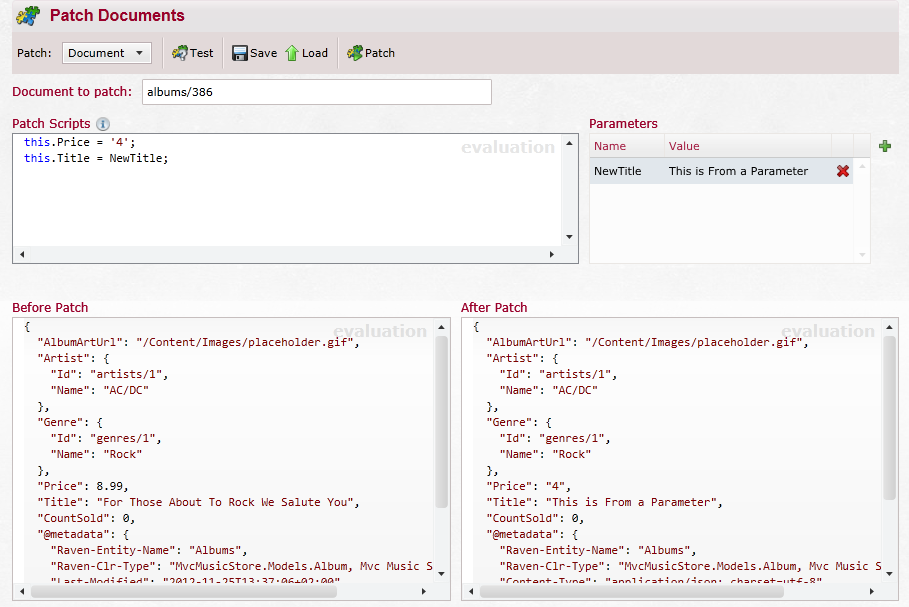 Patch Documents
Patch: Document Test Save Load Patch
Document to patch: albums/386
Patch Scripts
this.Price = '4';
this.Title = NewTitle;
evaluation
Parameters
Name Value
NewTitle This is From a Parameter
Before Patch
evaluation
{
"AlbumArtUrl": "/Content/Images/placeholder.gif",
"Artist": {
"Id": "artists/1",
"Name": "AC/DC"
},
"Genre": {
"Id": "genres/1",
"Name": "Rock"
},
"Price": 8.99,
"Title": "For Those About To Rock We Salute You",
"CountSold": 0,
"@metadata": {
"Raven-Entity-Name": "Albums",
"Raven-Clr-Type": "MvcMusicStore.Models.Album, Mvc Music S
"Last-Modified": "2012-11-25T13:37:06+02:00"
After Patch
evaluation
{
"AlbumArtUrl": "/Content/Images/placeholder.gif",
"Artist": {
"Id": "artists/1",
"Name": "AC/DC"
},
"Genre": {
"Id": "genres/1",
"Name": "Rock"
},
"Price": "4",
"Title": "This is From a Parameter",
"CountSold": 0,
"@metadata": {
"Raven-Entity-Name": "Albums",
"Raven-Clr-Type": "MvcMusicStore.Models.Album, Mvc Music S
"Content-Type": "application/json; charset=utf-8"